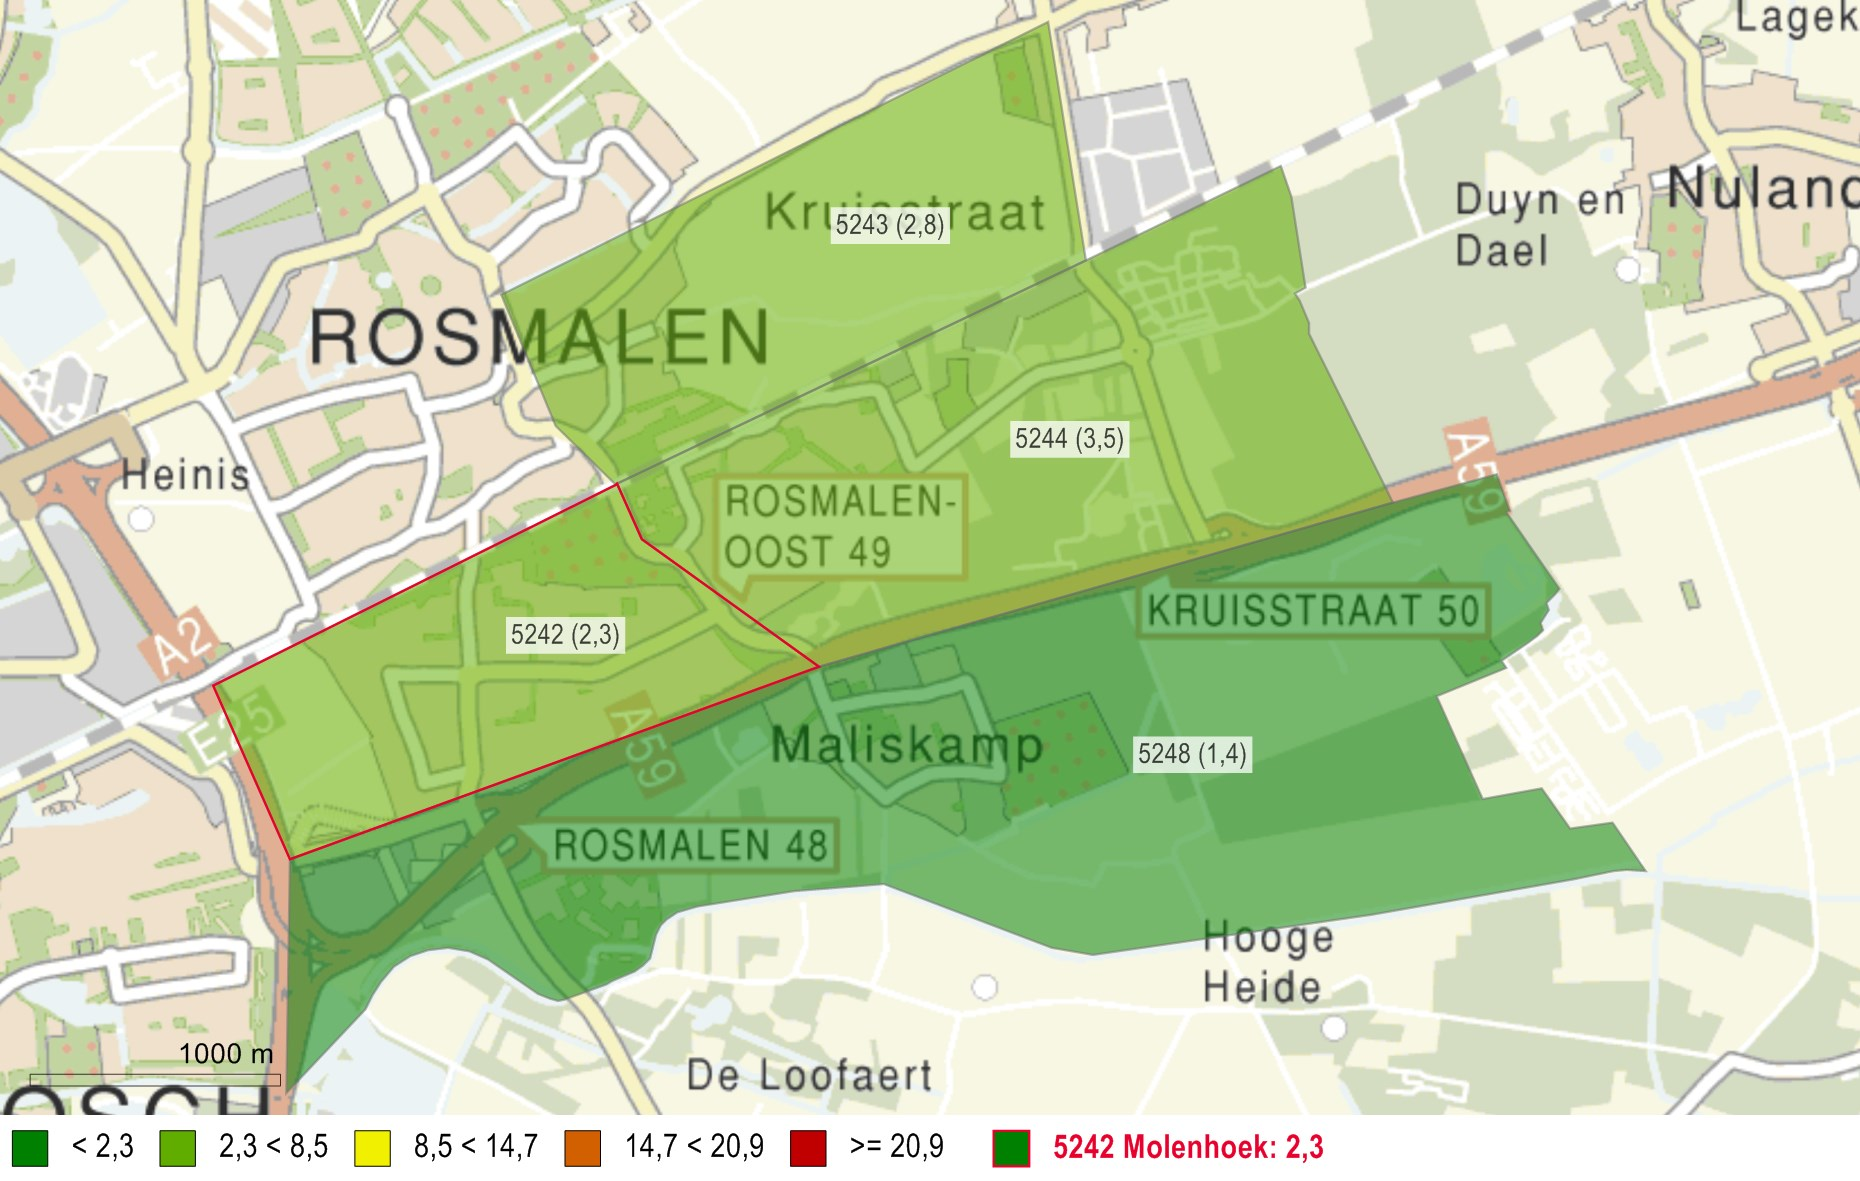 Lagek
Nuland
Duyn en
Dael
Kruisstraat
5243 (2,8)
ROSMALEN
5244 (3,5)
A59
Heinis
ROSMALEN-
OOST 49
KRUISSTRAAT 50
5242 (2,3)
A2
E25
A59
Maliskamp
5248 (1,4)
ROSMALEN 48
Hooge
Heide
De Loofaert
1000 m
OSCH
< 2,3
2,3 < 8,5
8,5 < 14,7
14,7 < 20,9
>= 20,9
5242 Molenhoek: 2,3